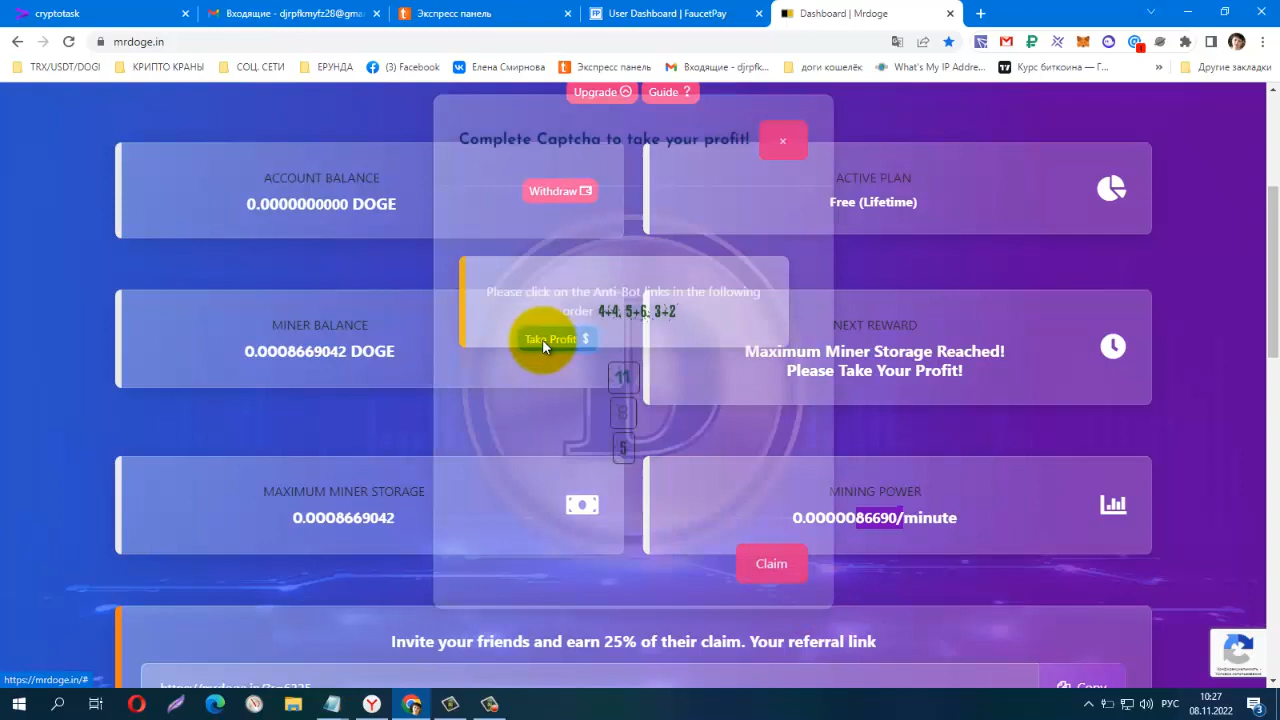 cryptotask
Входящие - djrpfkmyfz28@gma
Экспресс панель
User Dashboard | FaucetPay
Dashboard | Mrdoge
mrdoge.in
TRX/USDT/DOGI
КРИПТО КРАНЫ
СОЦ. СЕТИ
ЕРУНДА
(3) Facebook
Елена Смирнова
Экспресс панель
Входящие - djrpfk...
доги кошелёк
What's My IP Addre...
Курс биткоина — Г...
»
Другие закладки
Upgrade
Guide ?
Complete Captcha to take your profit!
×
ACCOUNT BALANCE
0.0000000000 DOGE
Withdraw
ACTIVE PLAN
Free (Lifetime)
Please click on the Anti-Bot links in the following
order 4+4, 5+6, 3+2
MINER BALANCE
0.0008669042 DOGE
Take Profit $
NEXT REWARD
Maximum Miner Storage Reached!
Please Take Your Profit!
11
8
5
MAXIMUM MINER STORAGE
0.0008669042
MINING POWER
0.0000086690/minute
Claim
Invite your friends and earn 25% of their claim. Your referral link
Copy
https://mrdoge.in/#
РУС
10:27
08.11.2022
3